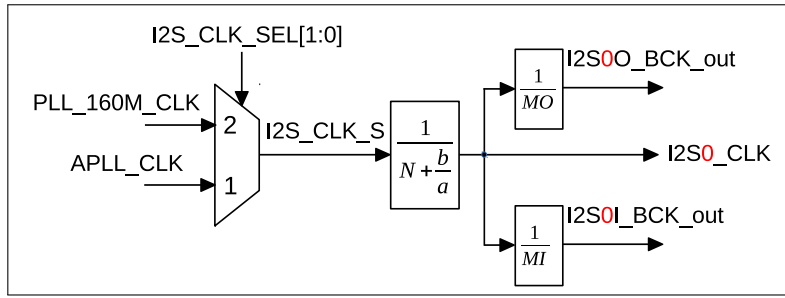 I2S_CLK_SEL[1:0]
PLL_160M_CLK
2
I2S_CLK_S
APLL_CLK
1
1
N + b
a
1
MO
I2S0O_BCK_out
I2S0_CLK
1
MI
I2S0I_BCK_out